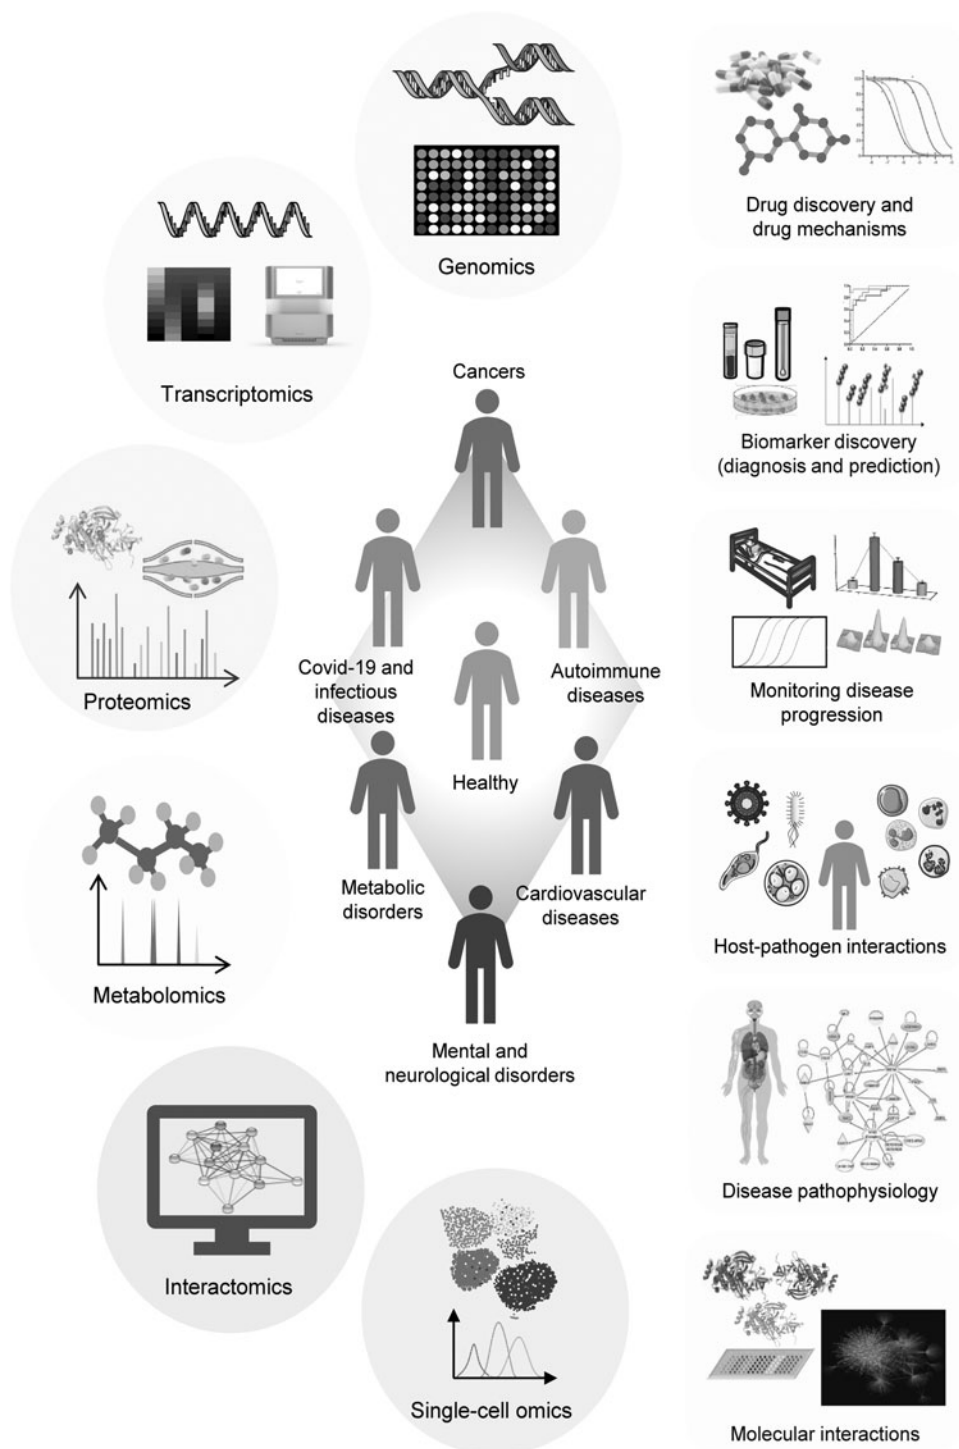 Genomics
Transcriptomics
Proteomics
Metabolomics
Interactomics
Single-cell omics
Cancers
Covid-19 and
infectious
diseases
Autoimmune
diseases
Healthy
Metabolic
disorders
Cardiovascular
diseases
Mental and
neurological disorders
Drug discovery and
drug mechanisms
Biomarker discovery
(diagnosis and prediction)
Monitoring disease
progression
Host-pathogen interactions
Disease pathophysiology
Molecular interactions